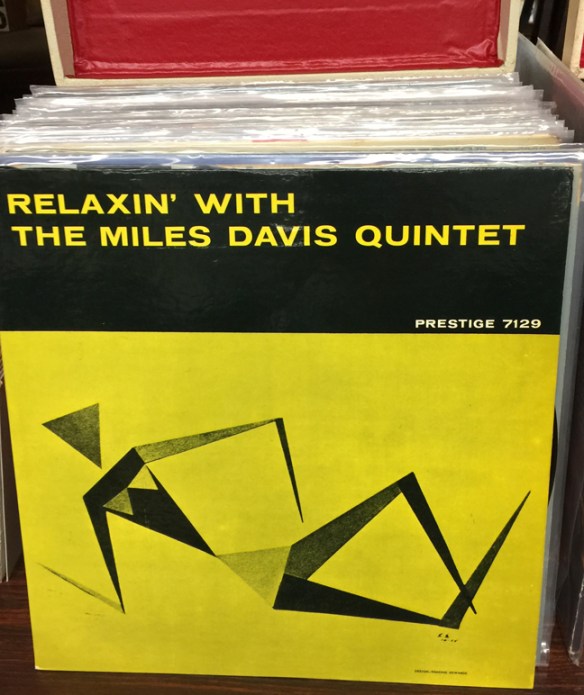 RELAXIN' WITH
THE MILES DAVIS QUINTET
PRESTIGE 7129